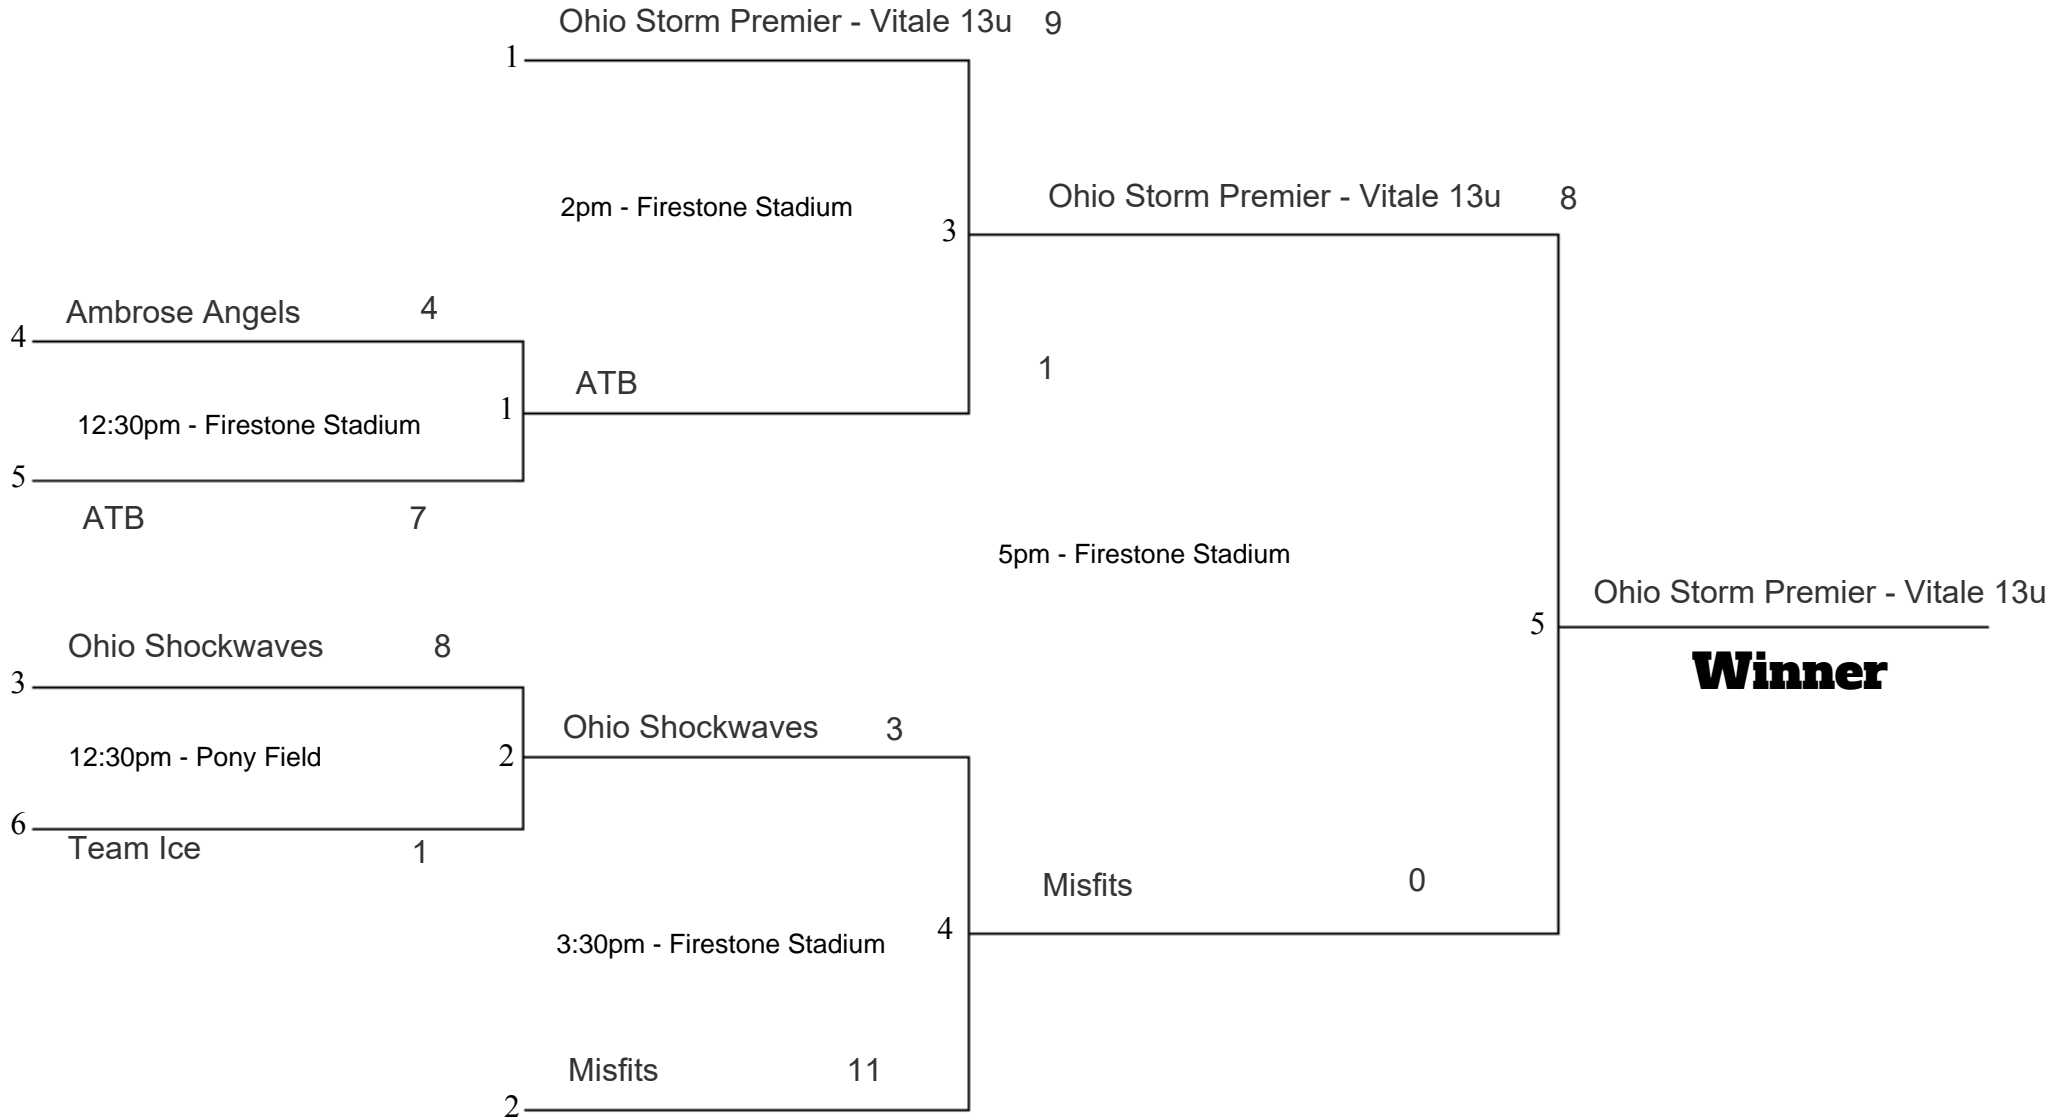 Ohio Storm Premier - Vitale 13u 9
1
2pm - Firestone Stadium
Ohio Storm Premier - Vitale 13u 8
3
Ambrose Angels 4
4
1
ATB
12:30pm - Firestone Stadium
1
5
ATB 7
5pm - Firestone Stadium
Ohio Storm Premier - Vitale 13u
5
Winner
Ohio Shockwaves 8
3
Ohio Shockwaves 3
12:30pm - Pony Field
2
6
Team Ice 1
Misfits 0
4
3:30pm - Firestone Stadium
Misfits 11
2